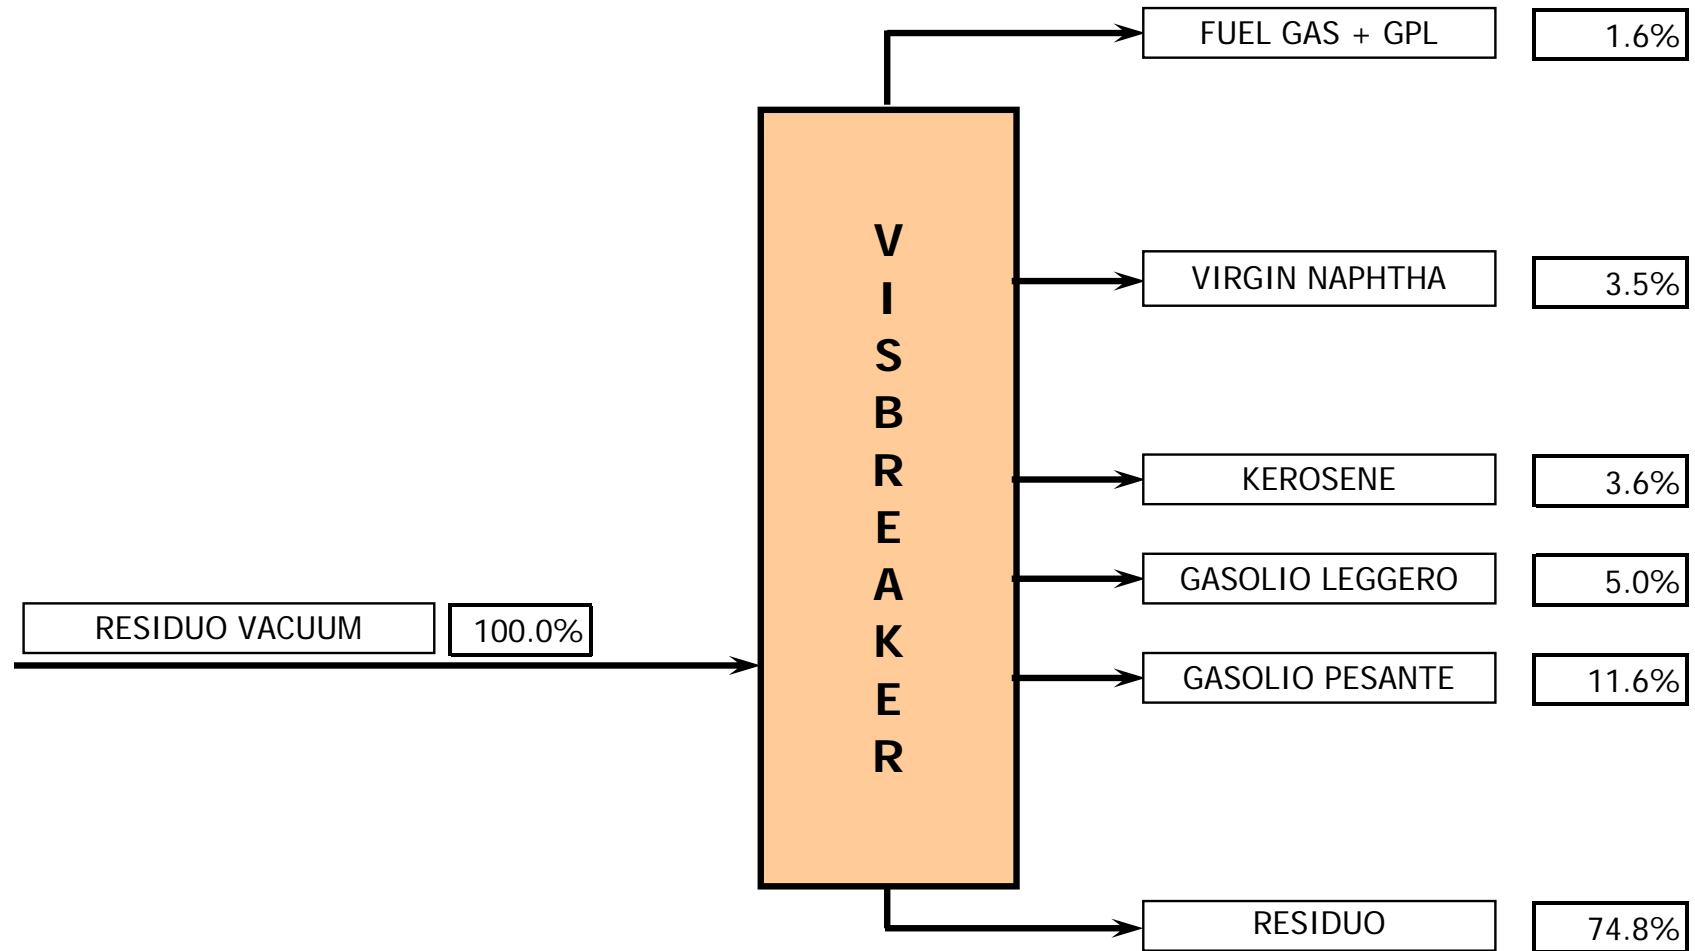 FUEL GAS + GPL 1.6%
VISBREAKER
VIRGIN NAPHTHA 3.5%
KEROSENE 3.6%
GASOLIO LEGGERO 5.0%
RESIDUO VACUUM 100.0%
GASOLIO PESANTE 11.6%
RESIDUO 74.8%